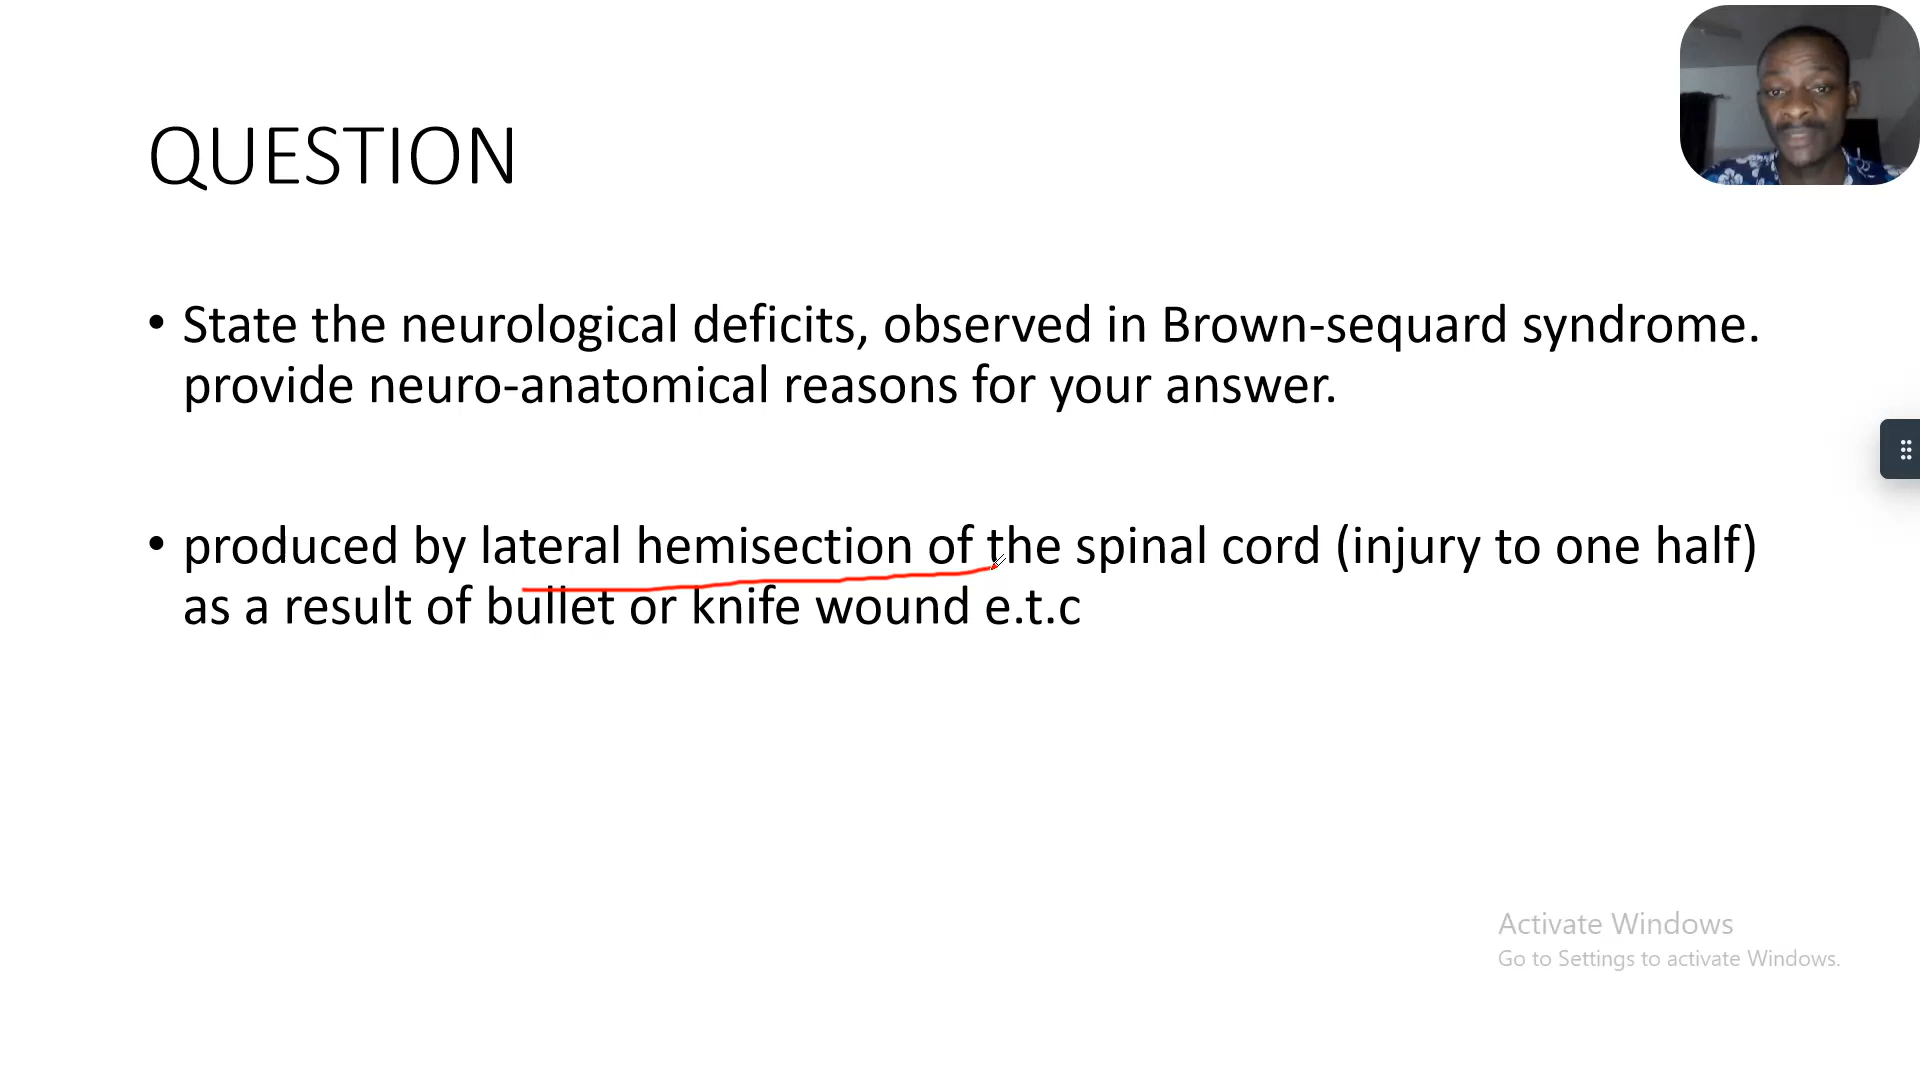 QUESTION
• State the neurological deficits, observed in Brown-sequard syndrome.
provide neuro-anatomical reasons for your answer.
• produced by lateral hemisection of the spinal cord (injury to one half)
as a result of bullet or knife wound e.t.c
Activate Windows
Go to Settings to activate Windows.